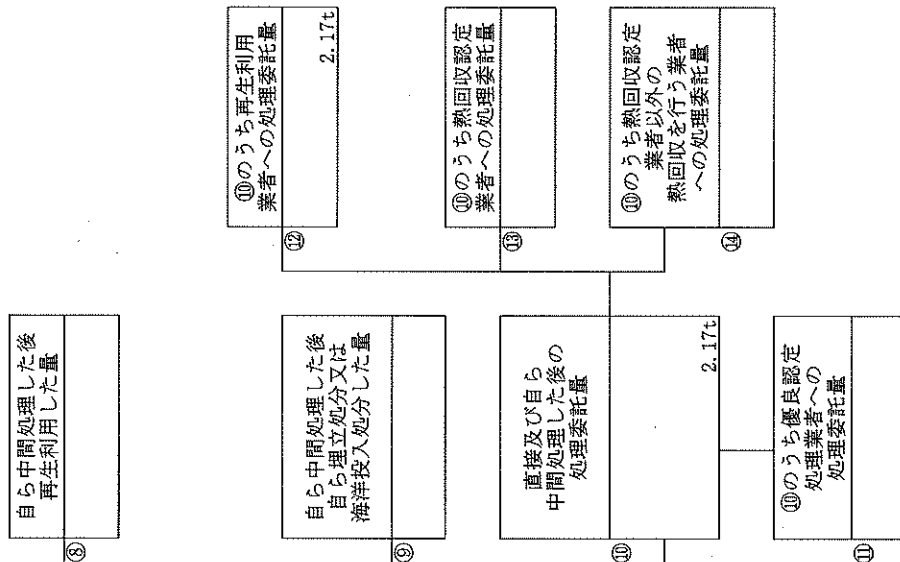 ⑧
自ら中間処理した後
再生利用した量
⑨
自ら中間処理した後
自ら埋立処分又は
海洋投入処分した量
⑩
直接及び自ら
中間処理した後の
処理委託量
2.17t
⑪
⑩のうち優良認定
処理業者への
処理委託量
⑫
⑩のうち再生利用
業者への処理委託量
2.17t
⑬
⑩のうち熱回収認定
業者への処理委託量
⑭
⑩のうち熱回収認定
業者以外の
熱回収を行う業者
への処理委託量